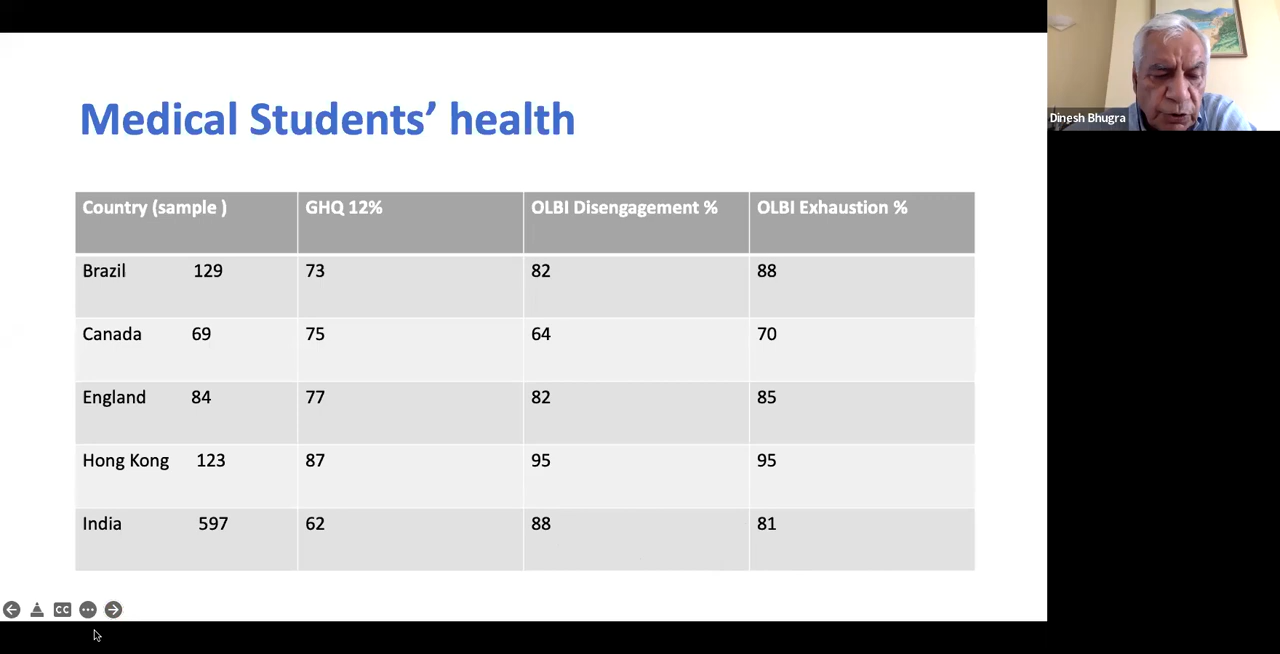 Medical Students’ health
Country (sample ) GHQ 12% OLBI Disengagement % OLBI Exhaustion %
Brazil 129 73 82 88
Canada 69 75 64 70
England 84 77 82 85
Hong Kong 123 87 95 95
India 597 62 88 81
CC
Dinesh Bhugra